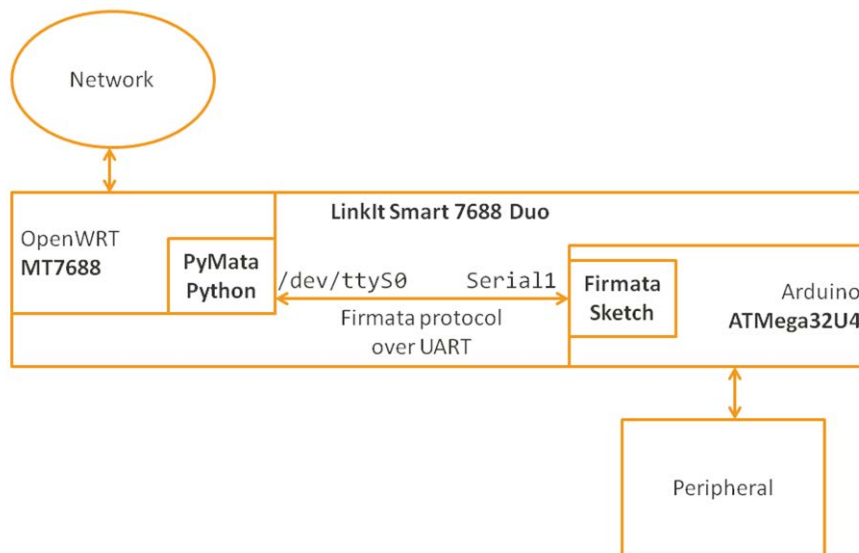 Network
LinkIt Smart 7688 Duo
OpenWRT
MT7688
PyMata
Python
/dev/ttyS0
Serial1
Firmata protocol
over UART
Firmata
Sketch
Arduino
ATMega32U4
Peripheral